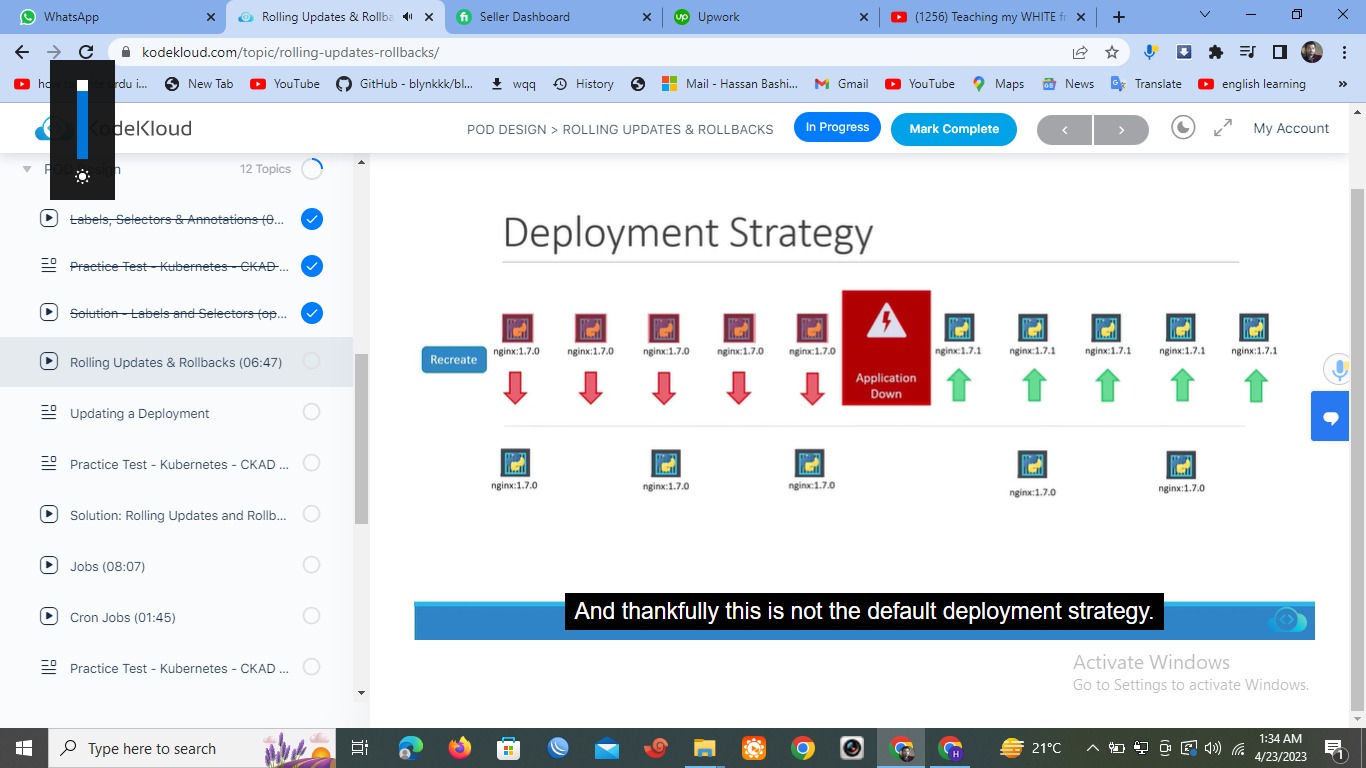 WhatsApp
Rolling Updates & Rollba
Seller Dashboard
Upwork
(1256) Teaching my WHITE fr
kodekloud.com/topic/rolling-updates-rollbacks/
New Tab
YouTube
GitHub - blynkkk/bl...
wqd
History
Mail - Hassan Bashi...
Gmail
YouTube
Maps
News
Translate
english learning
KodeKloud
POD DESIGN > ROLLING UPDATES & ROLLBACKS
In Progress
Mark Complete
My Account
12 Topics
Labels, Selectors & Annotations (0...
Practice Test - Kubernetes - CKAD ...
Solution - Labels and Selectors (op...
Rolling Updates & Rollbacks (06:47)
Updating a Deployment
Practice Test - Kubernetes - CKAD ...
Solution: Rolling Updates and Rollb...
Jobs (08:07)
Cron Jobs (01:45)
Practice Test - Kubernetes - CKAD ...
Deployment Strategy
Recreate
nginx:1.7.0
nginx:1.7.0
nginx:1.7.0
nginx:1.7.0
nginx:1.7.0
Application
Down
nginx:1.7.1
nginx:1.7.1
nginx:1.7.1
nginx:1.7.1
nginx:1.7.1
nginx:1.7.0
nginx:1.7.0
nginx:1.7.0
nginx:1.7.0
nginx:1.7.0
And thankfully this is not the default deployment strategy.
Activate Windows
Go to Settings to activate Windows.
Type here to search
21°C
1:34 AM
4/23/2023